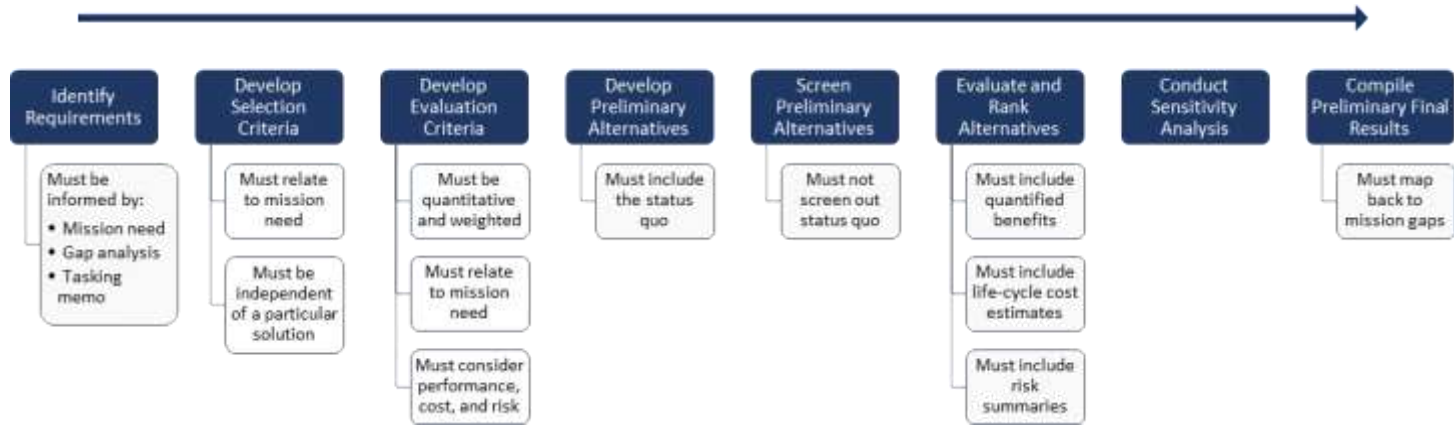 Identify
Requirements
Must be
informed by:
• Mission need
• Gap analysis
• Tasking
memo
Develop
Selection
Criteria
Must relate
to mission
need
Must be
independent
of a particular
solution
Develop
Evaluation
Criteria
Must be
quantitative
and weighted
Must relate
to mission
need
Must consider
performance,
cost, and risk
Develop
Preliminary
Alternatives
Must include
the status
quo
Screen
Preliminary
Alternatives
Must not
screen out
status quo
Evaluate and
Rank
Alternatives
Must include
quantified
benefits
Must include
life-cycle cost
estimates
Must include
risk
summaries
Conduct
Sensitivity
Analysis
Compile
Preliminary Final
Results
Must map
back to
mission gaps